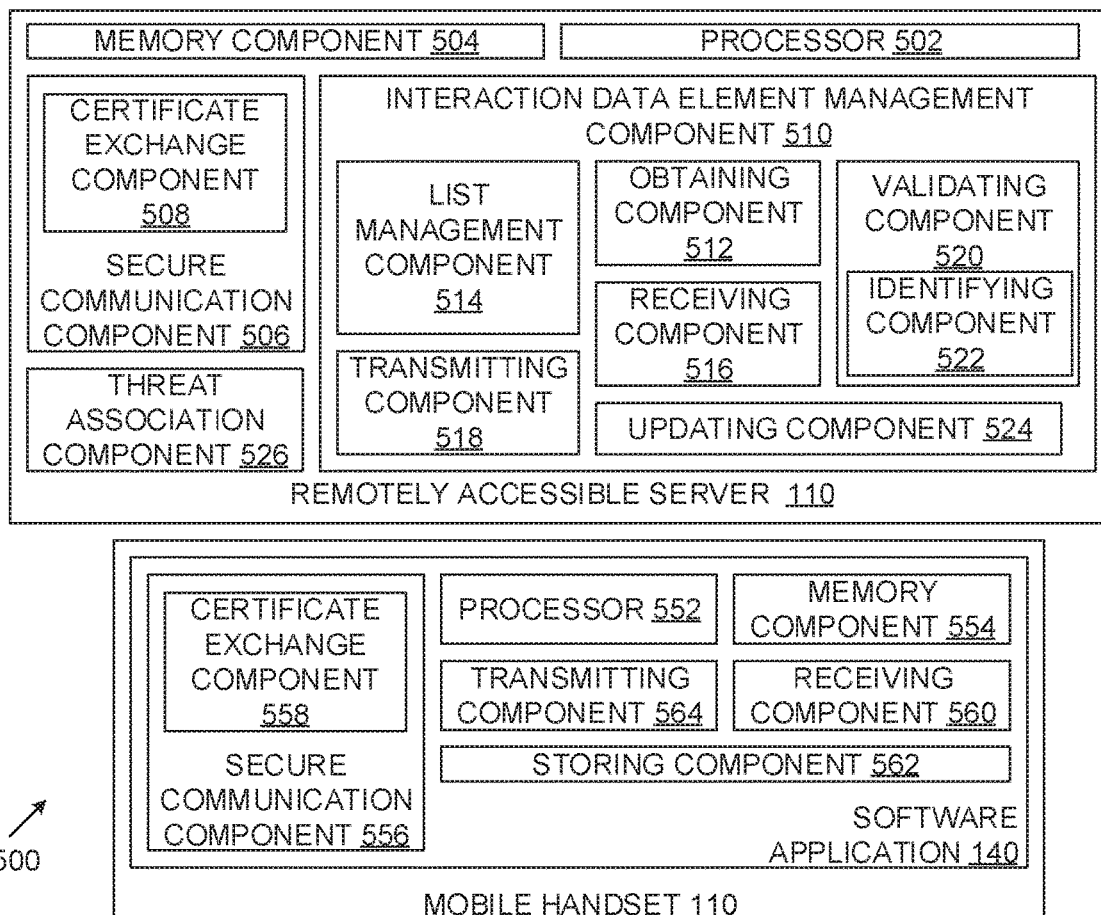 MEMORY COMPONENT 504
PROCESSOR 502
CERTIFICATE
EXCHANGE
COMPONENT
508
SECURE
COMMUNICATION
COMPONENT 506
THREAT
ASSOCIATION
COMPONENT 526
INTERACTION DATA ELEMENT MANAGEMENT
COMPONENT 510
LIST
MANAGEMENT
COMPONENT
514
TRANSMITTING
COMPONENT
518
OBTAINING
COMPONENT
512
RECEIVING
COMPONENT
516
VALIDATING
COMPONENT
520
IDENTIFYING
COMPONENT
522
UPDATING COMPONENT 524
REMOTELY ACCESSIBLE SERVER 110
CERTIFICATE
EXCHANGE
COMPONENT
558
SECURE
COMMUNICATION
COMPONENT 556
PROCESSOR 552
MEMORY
COMPONENT 554
TRANSMITTING
COMPONENT 564
RECEIVING
COMPONENT 560
STORING COMPONENT 562
SOFTWARE
APPLICATION 140
500
MOBILE HANDSET 110